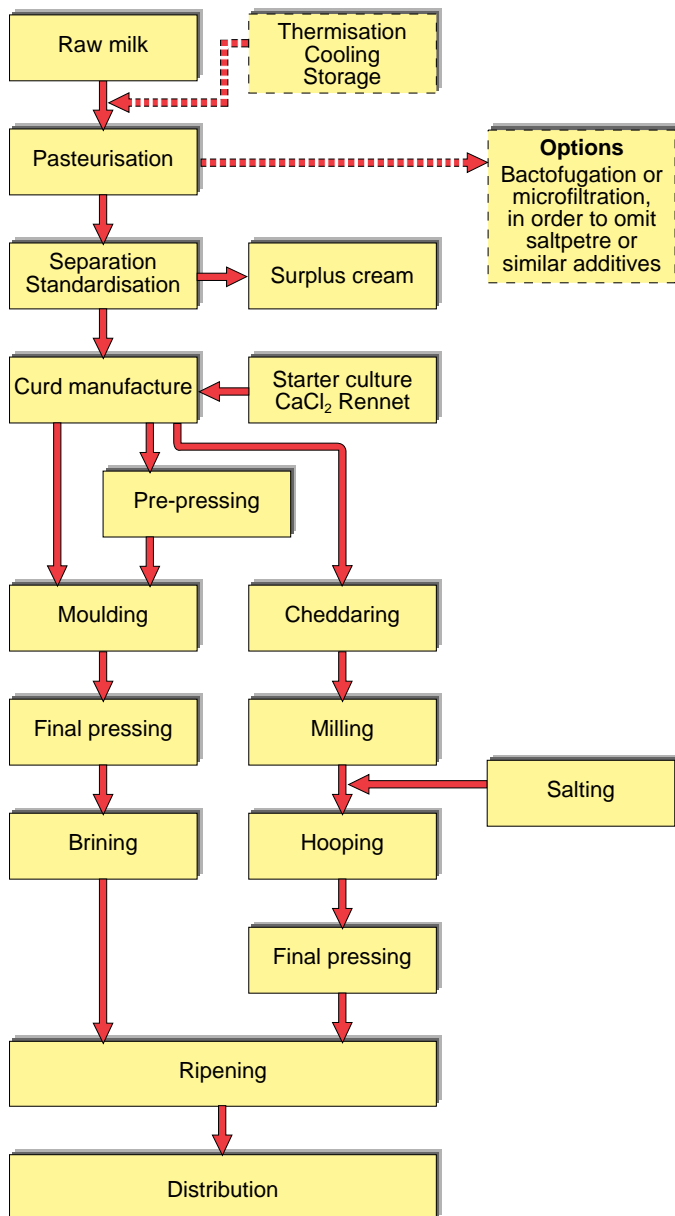 Raw milk
Thermisation
Cooling
Storage
Pasteurisation
Options
Bactofugation or
microfiltration,
in order to omit
saltpetre or
similar additives
Separation
Standardisation
Surplus cream
Curd manufacture
Starter culture
CaCl₂ Rennet
Pre-pressing
Moulding
Cheddaring
Final pressing
Milling
Salting
Brining
Hooping
Final pressing
Ripening
Distribution